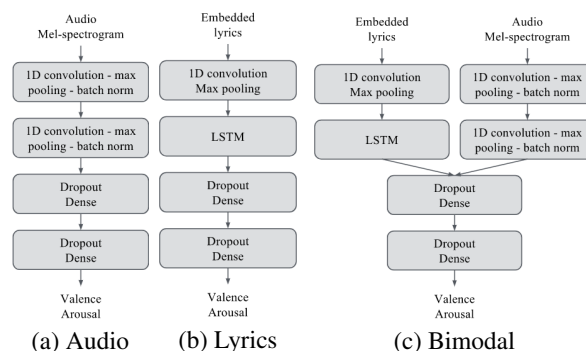 Audio
Mel-spectrogram
1D convolution - max
pooling - batch norm
1D convolution - max
pooling - batch norm
Dropout
Dense
Dropout
Dense
Valence
Arousal
(a) Audio
Embedded
lyrics
1D convolution
Max pooling
LSTM
Dropout
Dense
Dropout
Dense
Valence
Arousal
(b) Lyrics
Embedded
lyrics
Audio
Mel-spectrogram
1D convolution
Max pooling
1D convolution - max
pooling - batch norm
LSTM
1D convolution - max
pooling - batch norm
Dropout
Dense
Dropout
Dense
Valence
Arousal
(c) Bimodal